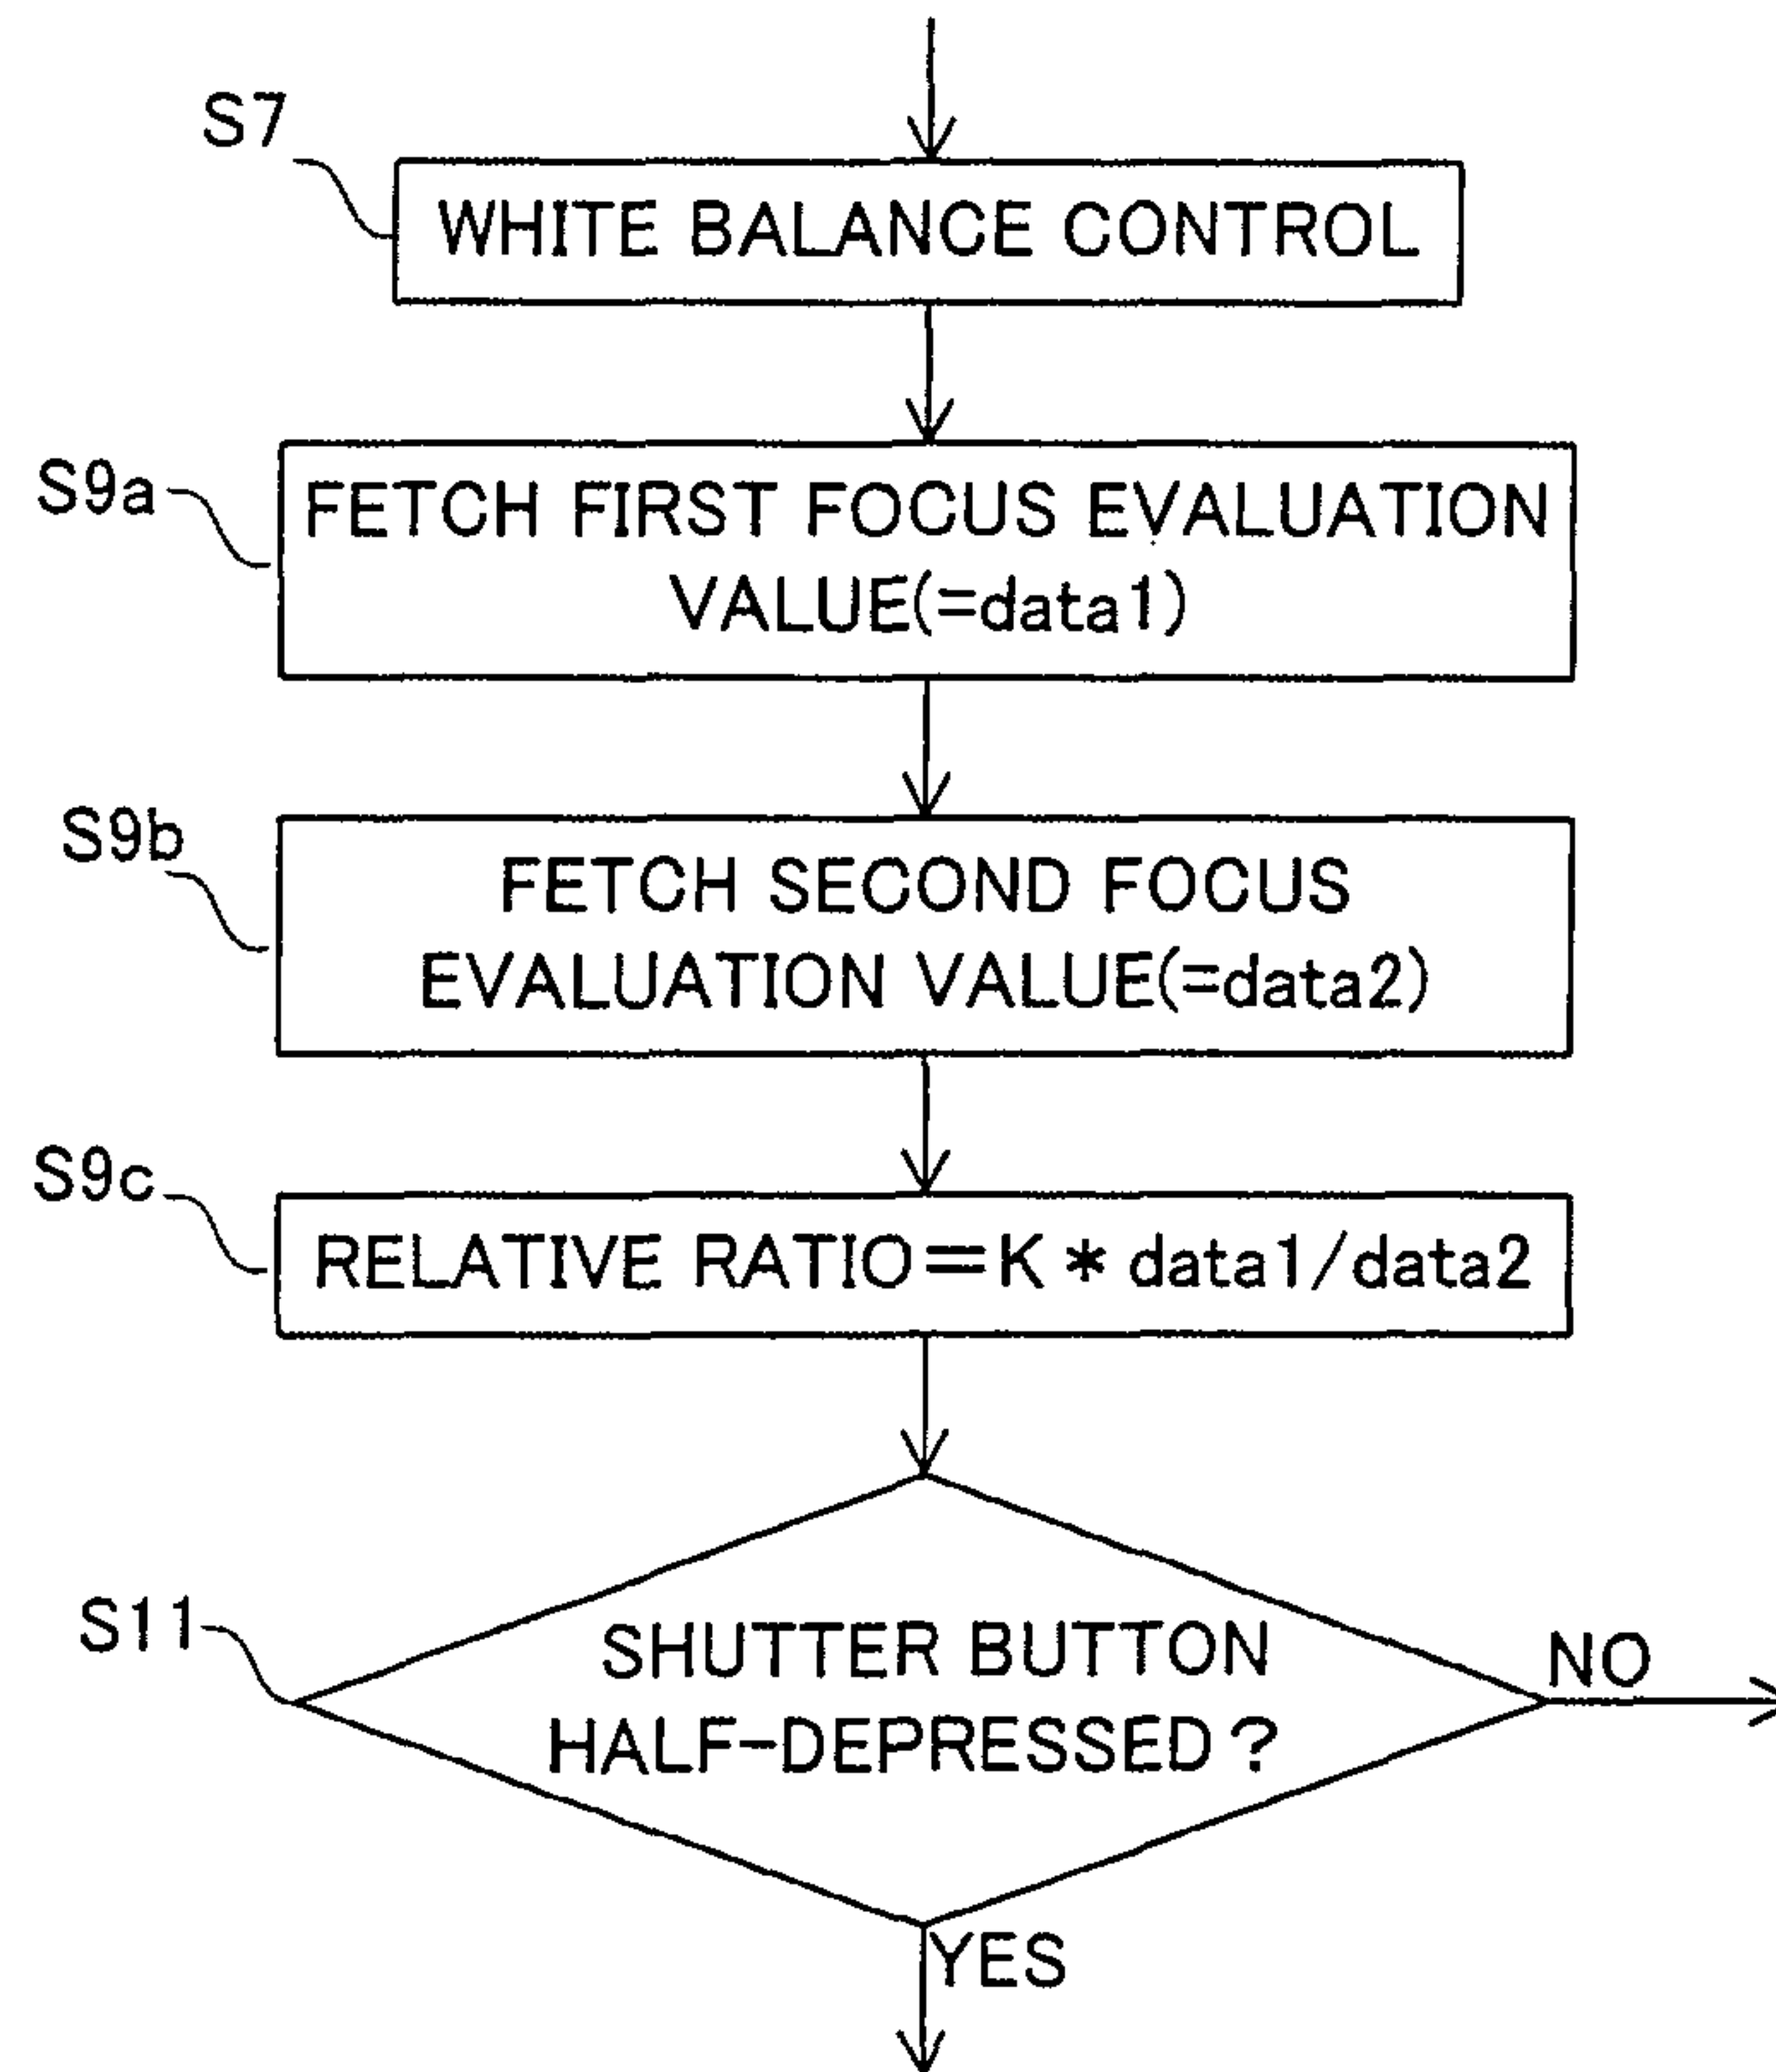 S7
WHITE BALANCE CONTROL
S9a
FETCH FIRST FOCUS EVALUATION
VALUE(=data1)
S9b
FETCH SECOND FOCUS
EVALUATION VALUE(=data2)
S9c
RELATIVE RATIO=K*data1/data2
S11
SHUTTER BUTTON
HALF-DEPRESSED?
NO
YES